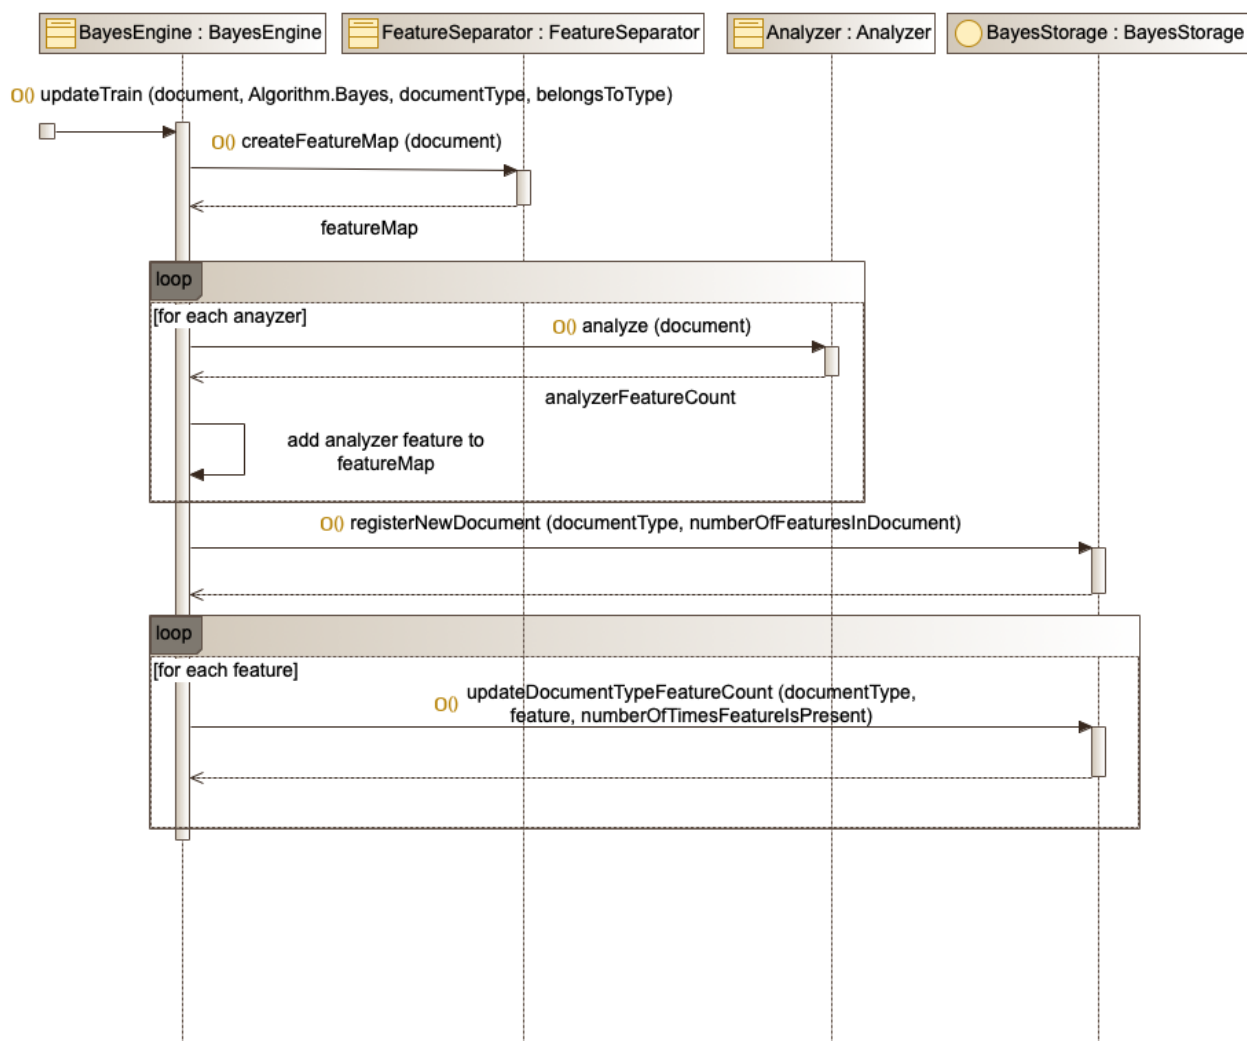 BayesEngine : BayesEngine
FeatureSeparator : FeatureSeparator
Analyzer : Analyzer
BayesStorage : BayesStorage
O() updateTrain (document, Algorithm.Bayes, documentType, belongsToType)
O() createFeatureMap (document)
featureMap
loop
[for each anayzer]
O() analyze (document)
analyzerFeatureCount
add analyzer feature to
featureMap
O() registerNewDocument (documentType, numberOfFeaturesInDocument)
loop
[for each feature]
O() updateDocumentTypeFeatureCount (documentType,
feature, numberOfTimesFeatureIsPresent)